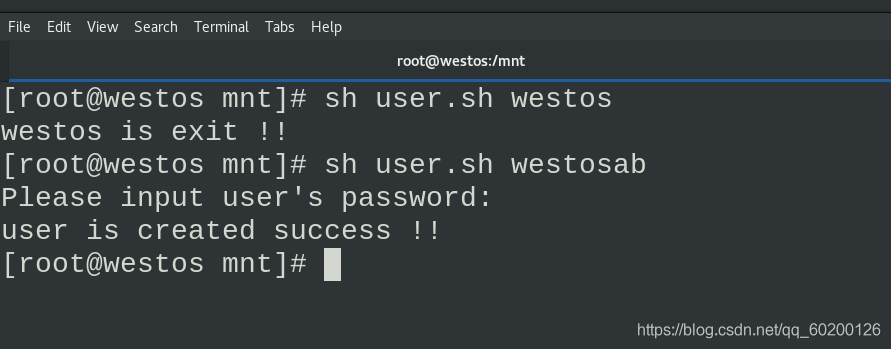 File Edit View Search Terminal Tabs Help
root@westos:/mnt
[root@westos mnt]# sh user.sh westos
westos is exit !!
[root@westos mnt]# sh user.sh westosab
Please input user's password:
user is created success !!
[root@westos mnt]#
https://blog.csdn.net/qq_60200126